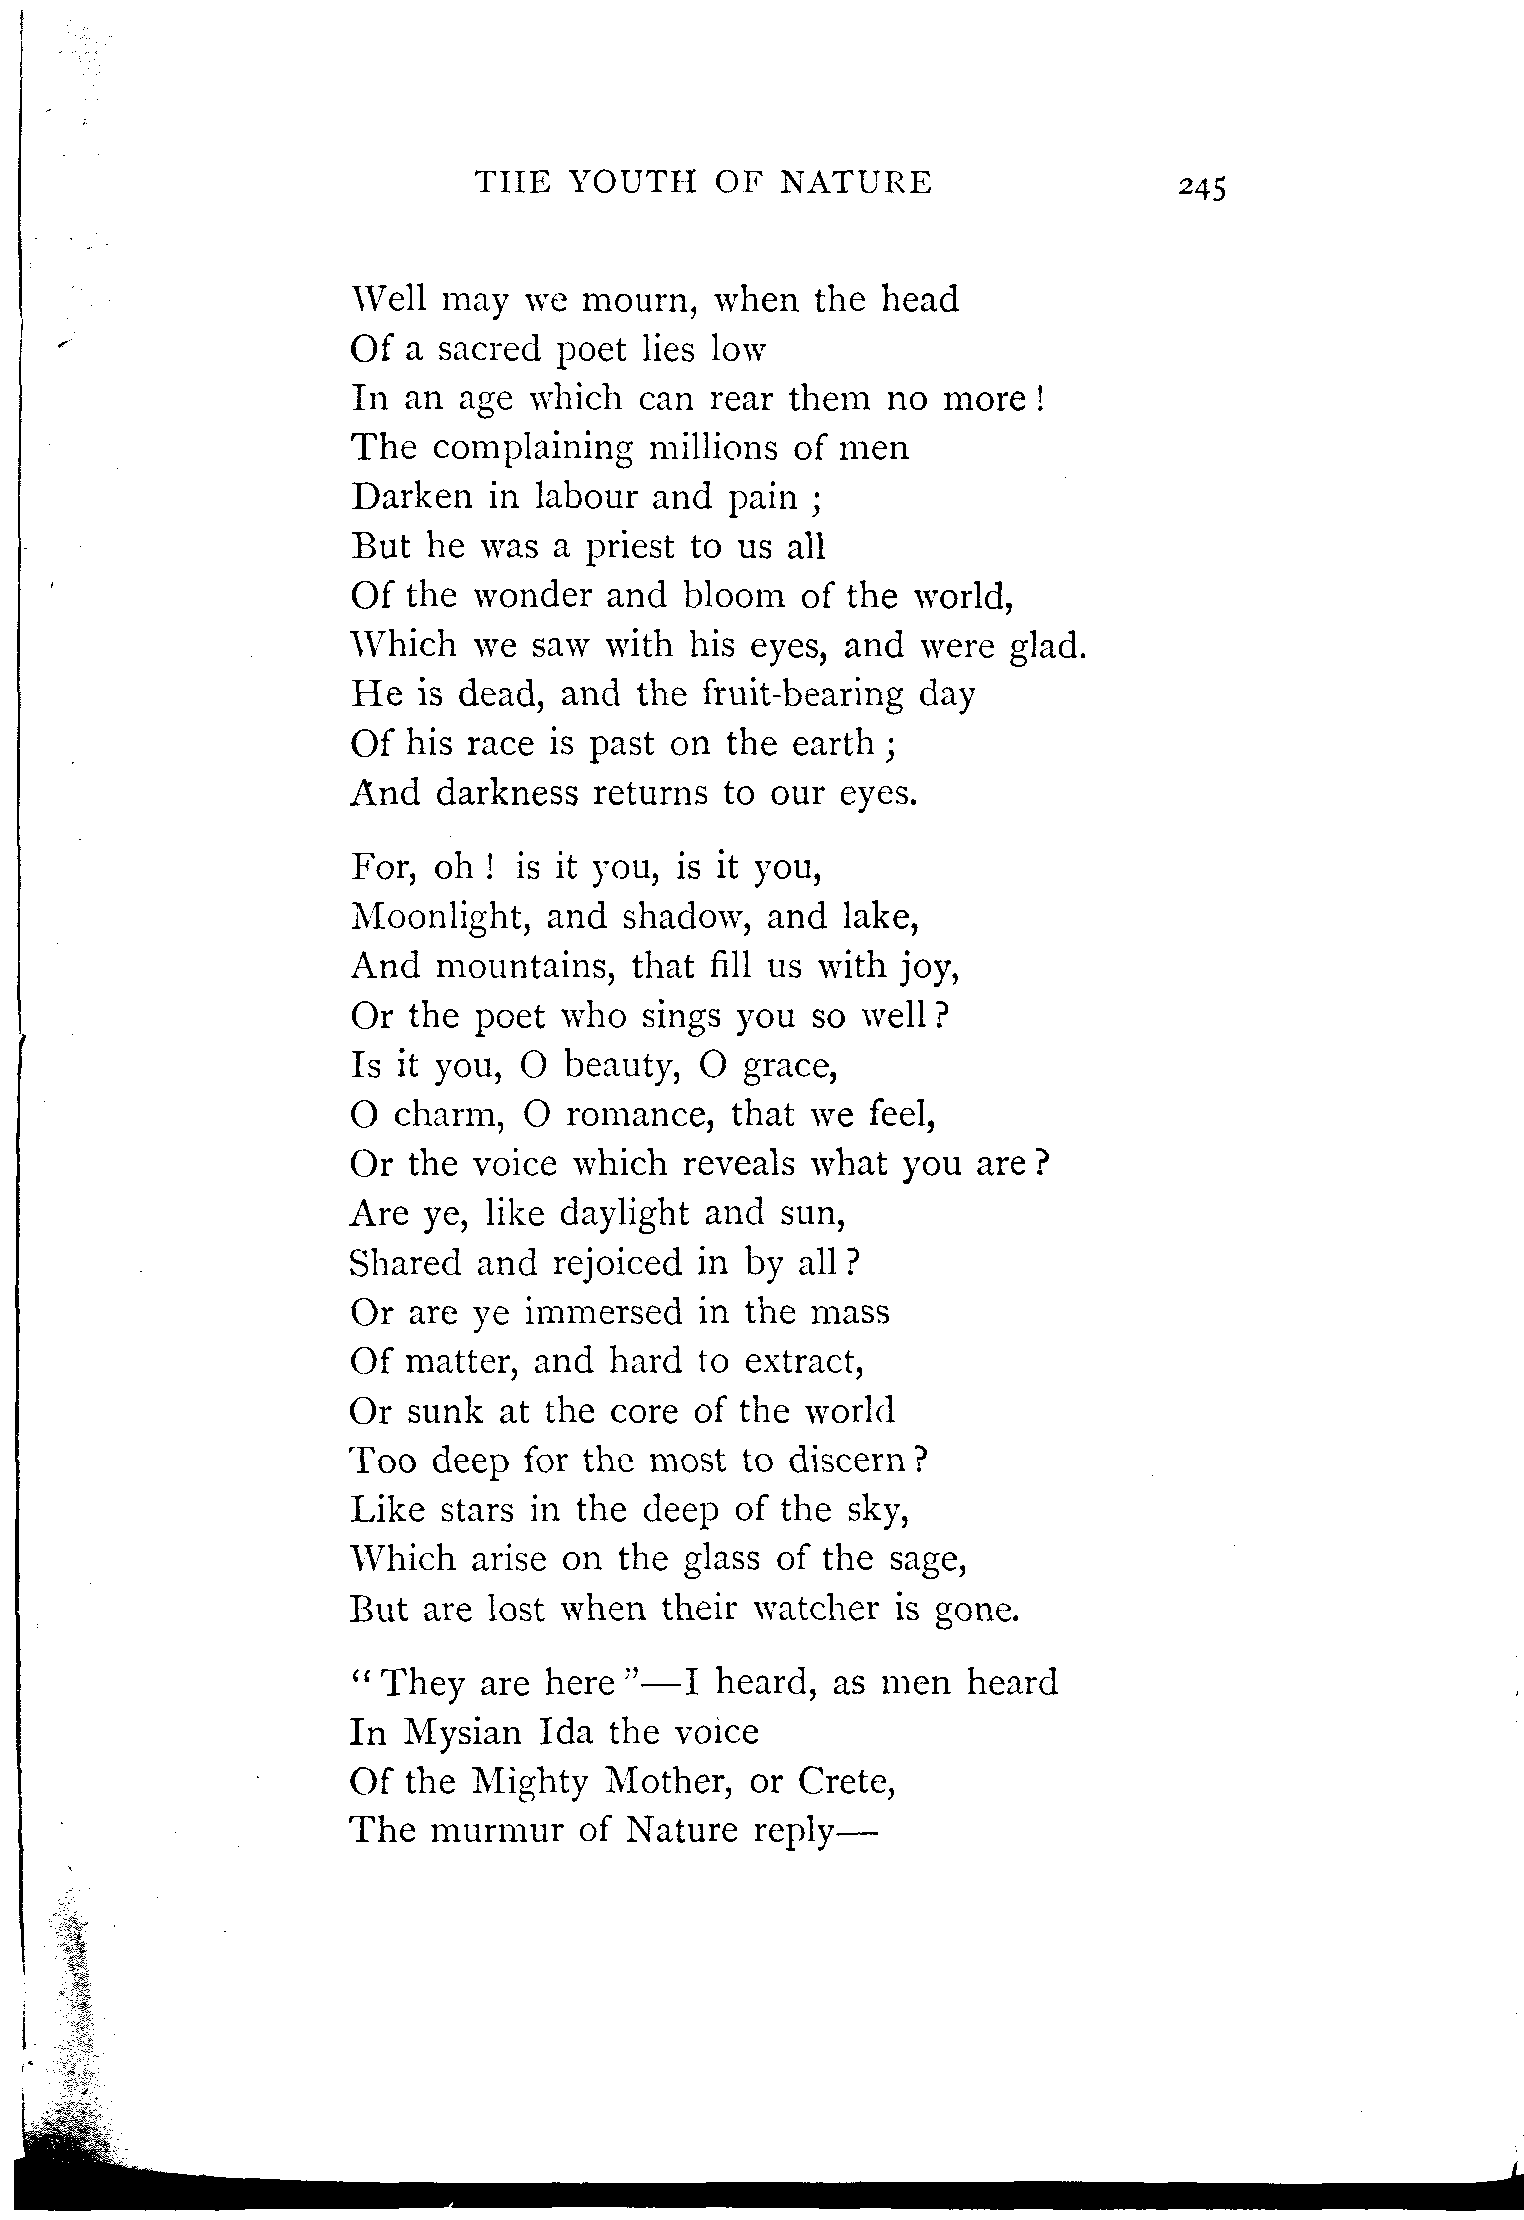 THE YOUTH OF NATURE 245
Well may we mourn, when the head
Of a sacred poet lies low
In an age which can rear them no more !
The complaining millions of men
Darken in labour and pain ;
But he was a priest to us all
Of the wonder and bloom of the world,
Which we saw with his eyes, and were glad.
He is dead, and the fruit-bearing day
Of his race is past on the earth ;
And darkness returns to our eyes.
For, oh ! is it you, is it you,
Moonlight, and shadow, and lake,
And mountains, that fill us with joy,
Or the poet who sings you so well ?
Is it you, O beauty, O grace,
O charm, O romance, that we feel,
Or the voice which reveals what you are ?
Are ye, like daylight and sun,
Shared and rejoiced in by all ?
Or are ye immersed in the mass
Of matter, and hard to extract,
Or sunk at the core of the world
Too deep for the most to discern ?
Like stars in the deep of the sky,
Which arise on the glass of the sage,
But are lost when their watcher is gone.
“ They are here ”—I heard, as men heard
In Mysian Ida the voice
Of the Mighty Mother, or Crete,
The murmur of Nature reply—